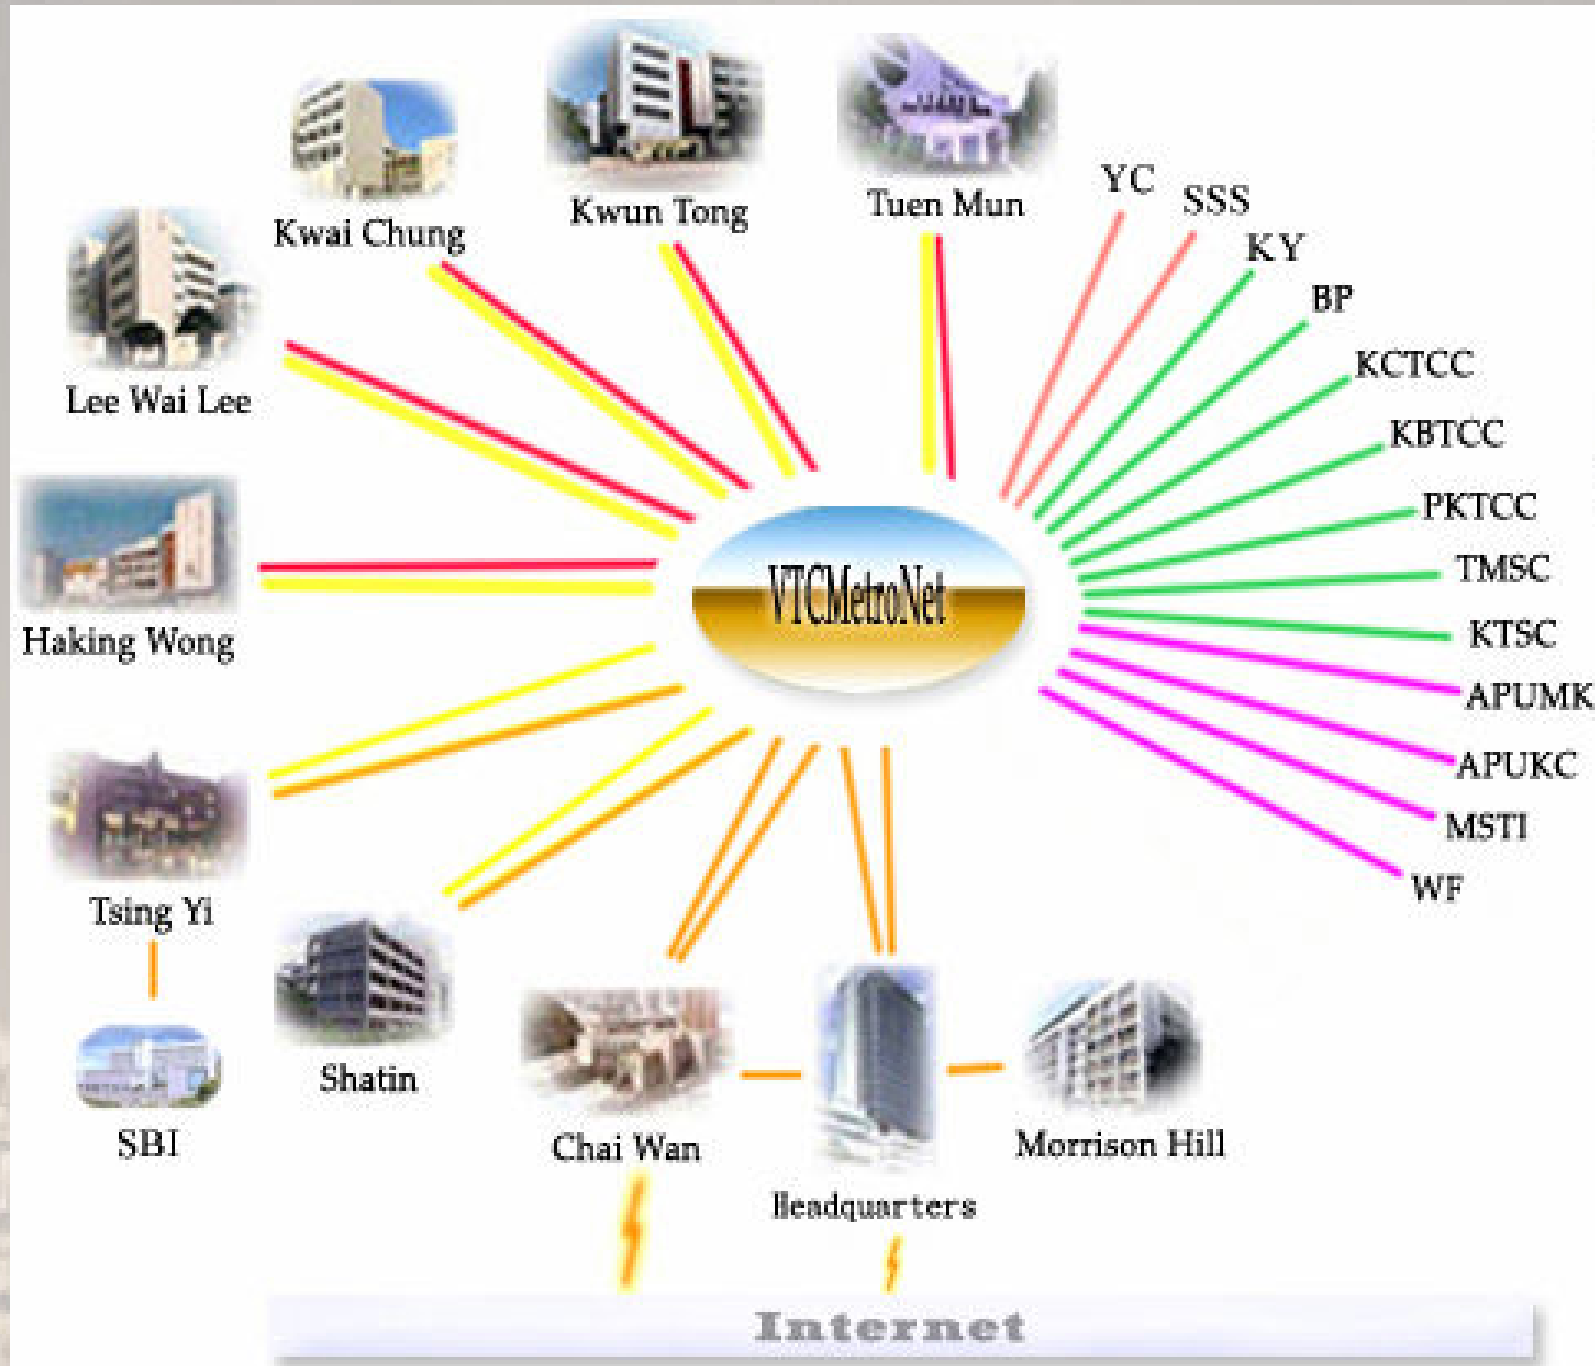 YC
SSS
Tuen Mun
Kwun Tong
Kwai Chung
KY
BP
KCTCC
Lee Wai Lee
KBTCC
PKTCC
TMSC
VTCMetroNet
KTSC
Haking Wong
APUMK
APUKC
MSTI
WF
Tsing Yi
Shatin
SBI
Chai Wan
Morrison Hill
Headquarters
Internet